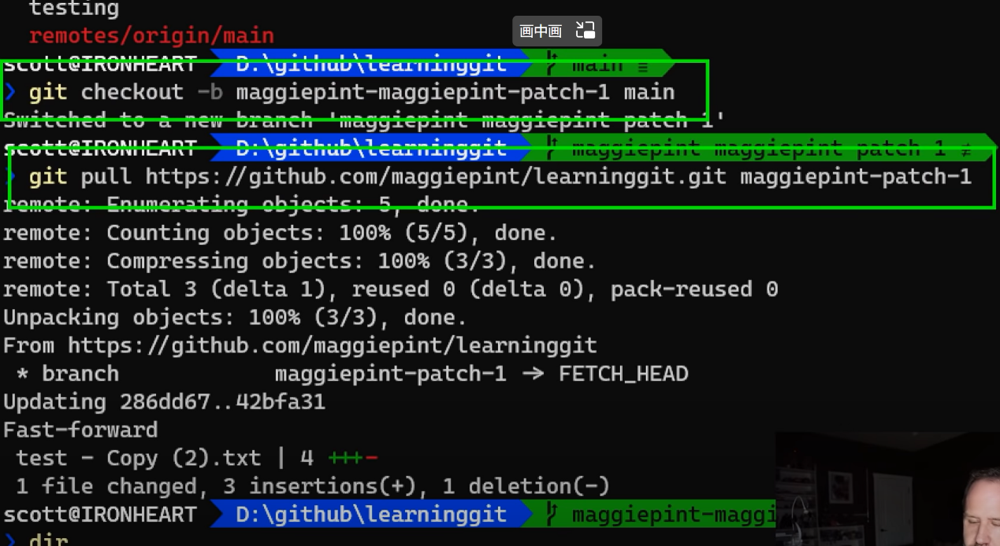 testing
remotes/origin/main
画中画
scott@IRONHEART D:\github\learninggit main ≡
❯ git checkout -b maggiepint-maggiepint-patch-1 main
Switched to a new branch 'maggiepint-maggiepint-patch-1'
scott@IRONHEART D:\github\learninggit maggiepint-maggiepint-patch-1 ≢
❯ git pull https://github.com/maggiepint/learninggit.git maggiepint-patch-1
remote: Enumerating objects: 5, done.
remote: Counting objects: 100% (5/5), done.
remote: Compressing objects: 100% (3/3), done.
remote: Total 3 (delta 1), reused 0 (delta 0), pack-reused 0
Unpacking objects: 100% (3/3), done.
From https://github.com/maggiepint/learninggit
* branch maggiepint-patch-1 -> FETCH_HEAD
Updating 286dd67..42bfa31
Fast-forward
test - Copy (2).txt | 4 +++-
1 file changed, 3 insertions(+), 1 deletion(-)
scott@IRONHEART D:\github\learninggit maggiepint-maggi
❯ dir